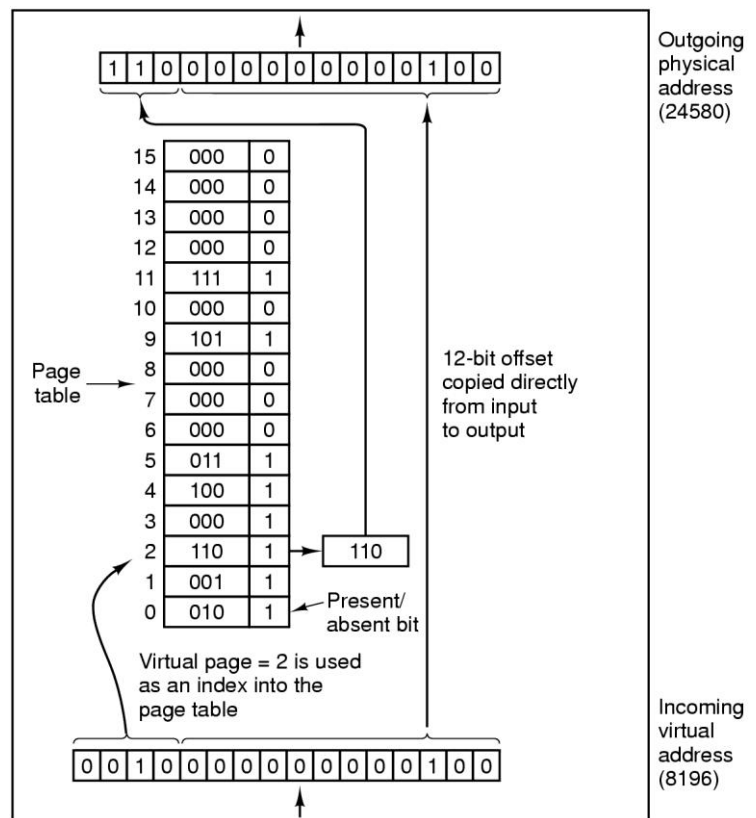 1 1 0 0 0 0 0 0 0 0 0 0 1 0 0
Outgoing
physical
address
(24580)
15 000 0
14 000 0
13 000 0
12 000 0
11 111 1
10 000 0
9 101 1
8 000 0
7 000 0
6 000 0
5 011 1
4 100 1
3 000 1
2 110 1
1 001 1
0 010 1
Page
table
110
12-bit offset
copied directly
from input
to output
Present/
absent bit
Virtual page = 2 is used
as an index into the
page table
0 0 1 0 0 0 0 0 0 0 0 0 0 1 0 0
Incoming
virtual
address
(8196)